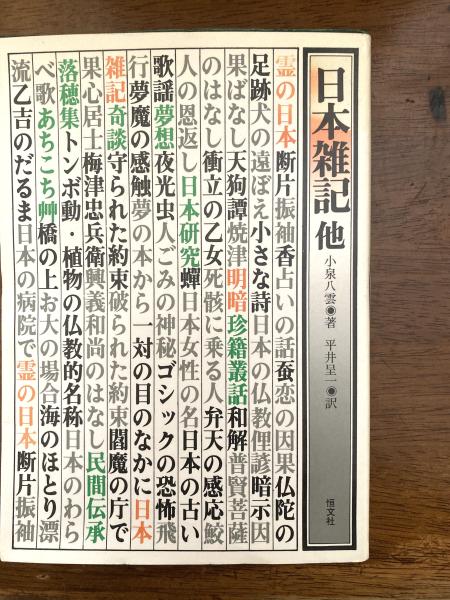 日本雑記 他
小泉八雲◉著 平井呈一◉訳
恒文社
霊の日本断片振袖香占いの話蚕恋の因果仏陀の
足跡犬の遠ぼえ小さな詩日本の仏教俚諺暗示因
果ばなし天狗譚焼津明暗珍籍叢話和解普賢菩薩
のはなし衝立の乙女死骸に乗る人弁天の感応鮫
人の恩返し日本研究蟬日本女性の名日本の古い
歌謡夢想夜光虫人ごみの神秘ゴシックの恐怖飛
行夢魔の感触夢の本から一対の目のなかに日本
雑記奇談守られた約束破られた約束閻魔の庁で
果心居士梅津忠兵衛興義和尚のはなし民間伝承
落穂集トンボ動・植物の仏教的名称日本のわら
べ歌あちこち艸橋の上お大の場合海のほとり漂
流乙吉のだるま日本の病院で霊の日本断片振袖